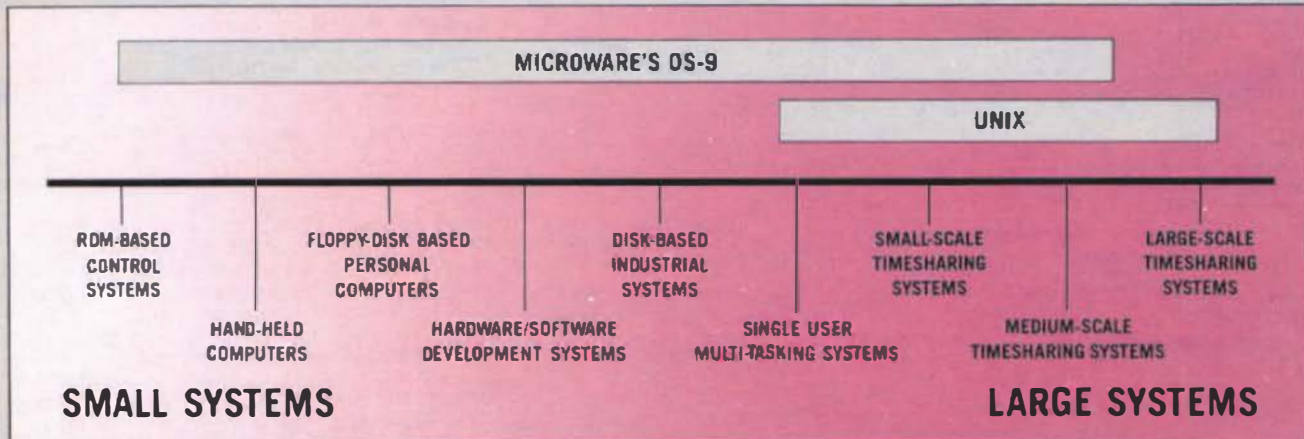 MICROWARE'S OS-9
UNIX
ROM-BASED
CONTROL
SYSTEMS
HAND-HELD
COMPUTERS
FLOPPY-DISK BASED
PERSONAL
COMPUTERS
HARDWARE/SOFTWARE
DEVELOPMENT SYSTEMS
DISK-BASED
INDUSTRIAL
SYSTEMS
SINGLE USER
MULTI-TASKING SYSTEMS
SMALL-SCALE
TIMESHARING
SYSTEMS
MEDIUM-SCALE
TIMESHARING SYSTEMS
LARGE-SCALE
TIMESHARING
SYSTEMS
SMALL SYSTEMS
LARGE SYSTEMS